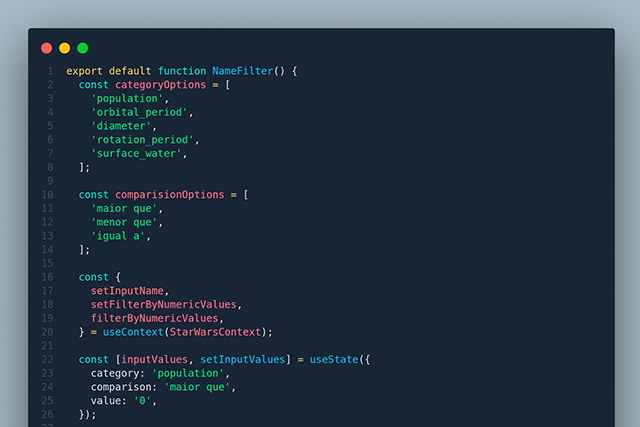 1 export default function NameFilter() {
2 const categoryOptions = [
3 'population',
4 'orbital_period',
5 'diameter',
6 'rotation_period',
7 'surface_water',
8 ];
9
10 const comparisionOptions = [
11 'maior que',
12 'menor que',
13 'igual a',
14 ];
15
16 const {
17 setInputName,
18 setFilterByNumericValues,
19 filterByNumericValues,
20 } = useContext(StarWarsContext);
21
22 const [inputValues, setInputValues] = useState({
23 category: 'population',
24 comparison: 'maior que',
25 value: '0',
26 });